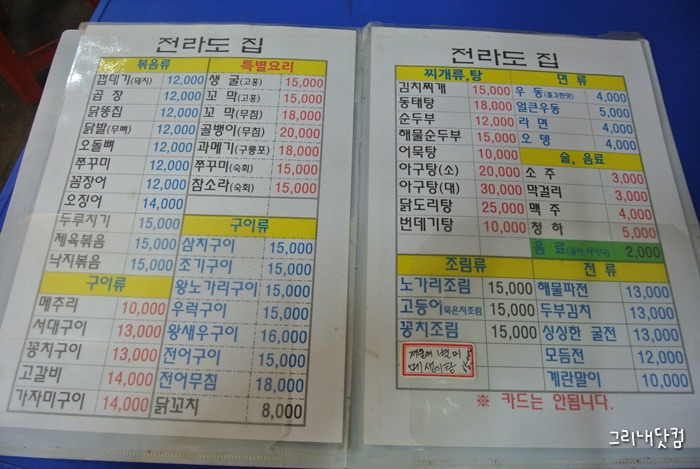 전라도 집
볶음류
껍데기(돼지) 12,000
곱 창 12,000
닭똥집 12,000
닭발(무뼈) 12,000
오돌뼈 12,000
쭈꾸미 12,000
꼼장어 12,000
오징어 14,000
두루치기 15,000
제육볶음 15,000
낙지볶음 15,000
구이류
메추리 10,000
서대구이 13,000
꽁치구이 13,000
고갈비 14,000
가자미구이 14,000
특별요리
생 굴(고흥) 15,000
꼬 막(고흥) 15,000
꼬 막(무침) 18,000
골뱅이(무침) 20,000
과메기(구룡포) 18,000
쭈꾸미(숙회) 15,000
참소라(숙회) 15,000
구이류
삼치구이 15,000
조기구이 15,000
왕노가리구이 15,000
우럭구이 15,000
왕새우구이 16,000
전어구이 15,000
전어무침 18,000
닭꼬치 8,000
전라도 집
찌개류,탕
김치찌개 15,000
동태탕 18,000
순두부 12,000
해물순두부 15,000
어묵탕 10,000
아구탕(소) 20,000
아구탕(대) 30,000
닭도리탕 25,000
번데기탕 10,000
면 류
우 동 4,000
얼큰우동 5,000
라 면 4,000
오 뎅 4,000
술, 음료
소 주 3,000
막걸리 3,000
맥 주 4,000
청 하 5,000
음 료(콜라,사이다) 2,000
조림류
노가리조림 15,000
고등어묵은지조림 15,000
꽁치조림 15,000
전 류
해물파전 13,000
두부김치 13,000
싱싱한 굴전 13,000
모듬전 12,000
계란말이 10,000
※ 카드는 안됩니다.
그리내닷컴